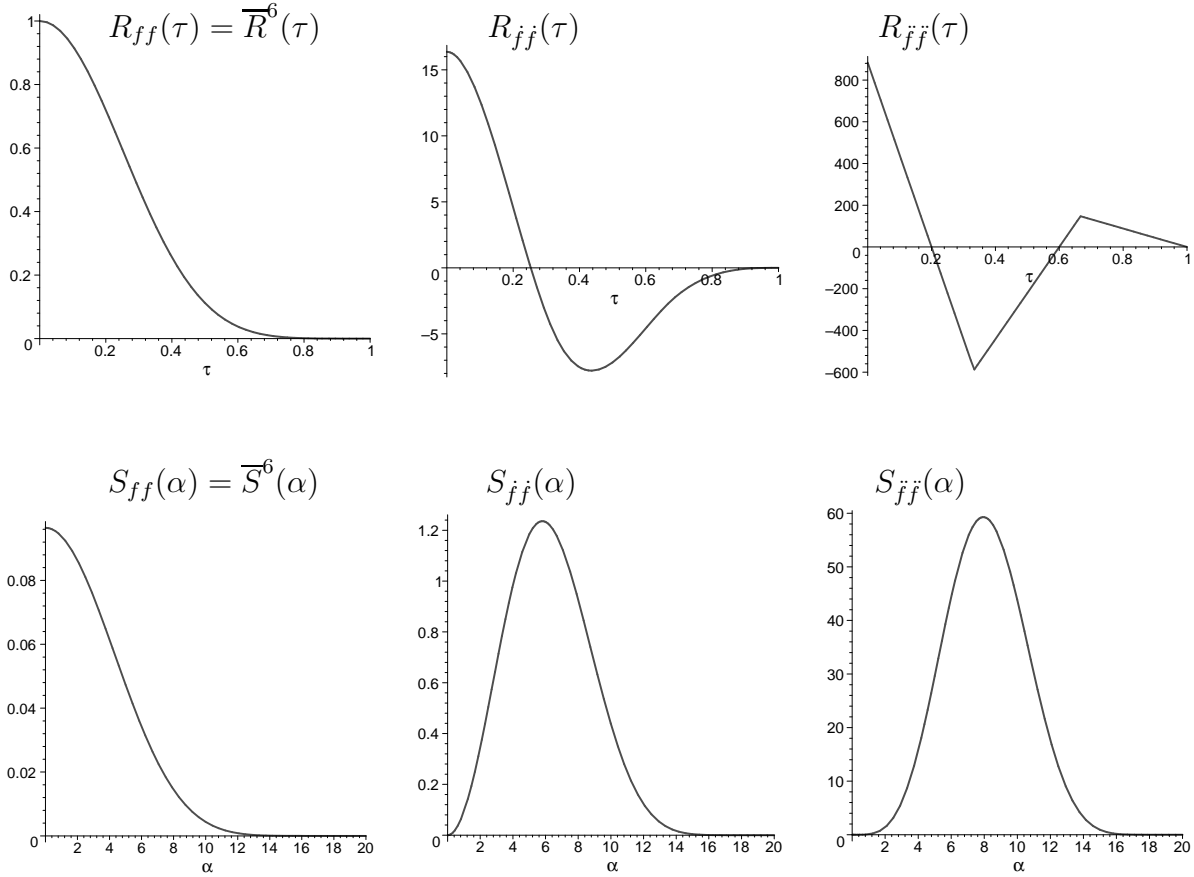 R_{ff}(τ) = \overline{R}^6(τ)
1
0.8
0.6
0.4
0.2
0
0.2 0.4 0.6 0.8 1
τ
R_{\dot{f}\dot{f}}(τ)
15
10
5
0
–5
0.2 0.4 0.6 0.8 1
τ
R_{\ddot{f}\ddot{f}}(τ)
800
600
400
200
0
–200
–400
–600
0.2 0.4 0.6 0.8 1
τ
S_{ff}(α) = \overline{S}^6(α)
0.08
0.06
0.04
0.02
0
2 4 6 8 10 12 14 16 18 20
α
S_{\dot{f}\dot{f}}(α)
1.2
1
0.8
0.6
0.4
0.2
0
2 4 6 8 10 12 14 16 18 20
α
S_{\ddot{f}\ddot{f}}(α)
60
50
40
30
20
10
0
2 4 6 8 10 12 14 16 18 20
α